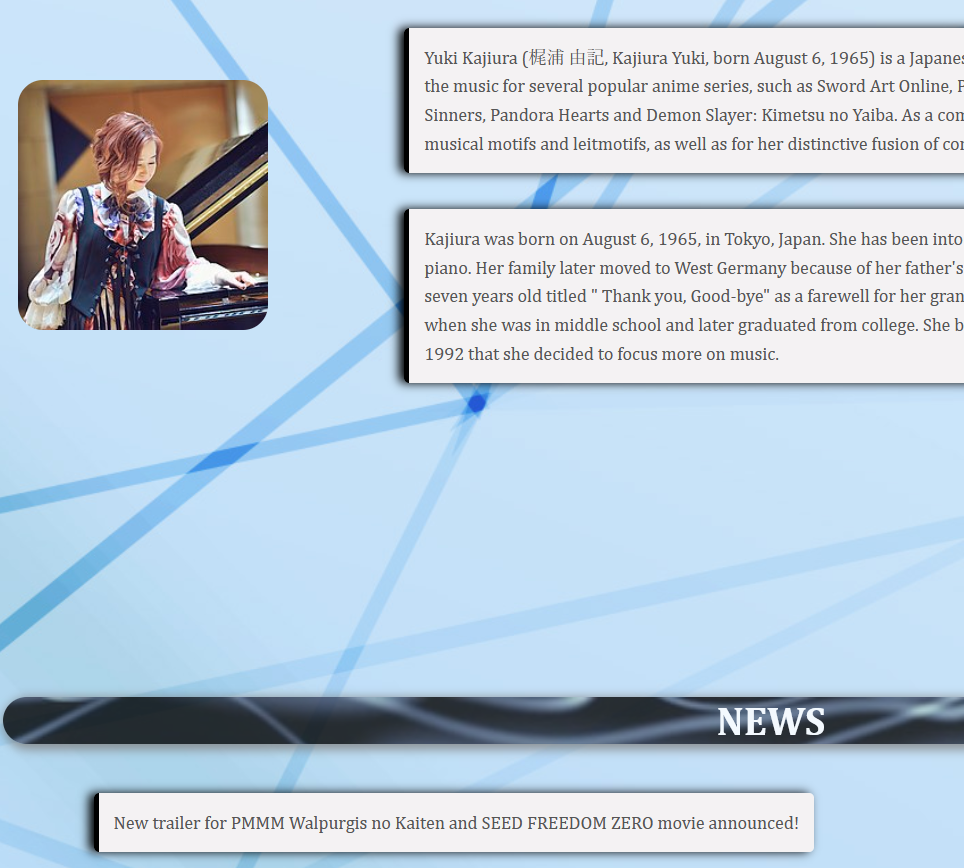 Yuki Kajiura (梶浦 由記, Kajiura Yuki, born August 6, 1965) is a Japanes
the music for several popular anime series, such as Sword Art Online, P
Sinners, Pandora Hearts and Demon Slayer: Kimetsu no Yaiba. As a com
musical motifs and leitmotifs, as well as for her distinctive fusion of con
Kajiura was born on August 6, 1965, in Tokyo, Japan. She has been into
piano. Her family later moved to West Germany because of her father's
seven years old titled " Thank you, Good-bye" as a farewell for her gran
when she was in middle school and later graduated from college. She b
1992 that she decided to focus more on music.
NEWS
New trailer for PMMM Walpurgis no Kaiten and SEED FREEDOM ZERO movie announced!